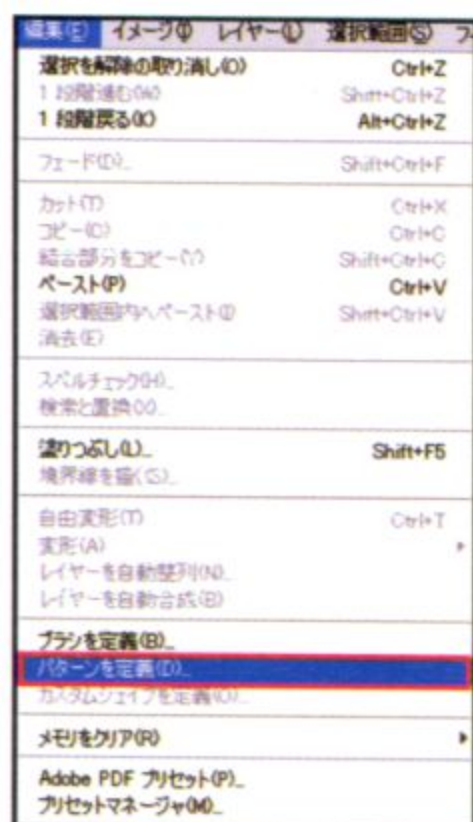 編集(E) イメージ(I) レイヤー(L) 選択範囲(S) フ
選択を解除の取り消し(O) Ctrl+Z
1 段階進む(W) Shift+Ctrl+Z
1 段階戻る(K) Alt+Ctrl+Z
フェード(D)... Shift+Ctrl+F
カット(T) Ctrl+X
コピー(C) Ctrl+C
結合部分をコピー(Y) Shift+Ctrl+C
ペースト(P) Ctrl+V
選択範囲内へペースト(I) Shift+Ctrl+V
消去(E)
スペルチェック(H)...
検索と置換(X)...
塗りつぶし(L)... Shift+F5
境界線を描く(S)...
自由変形(T) Ctrl+T
変形(A)
レイヤーを自動整列(N)...
レイヤーを自動合成(B)
ブラシを定義(B)...
パターンを定義(D)...
カスタムシェイプを定義(O)...
メモリをクリア(R)
Adobe PDF プリセット(P)...
プリセットマネージャ(M)...